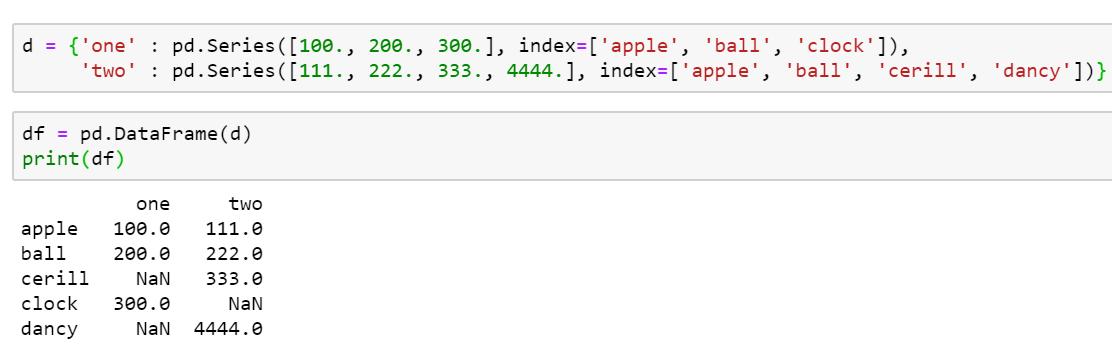 d = {'one' : pd.Series([100., 200., 300.], index=['apple', 'ball', 'clock']),
     'two' : pd.Series([111., 222., 333., 4444.], index=['apple', 'ball', 'cerill', 'dancy'])}
df = pd.DataFrame(d)
print(df)
          one     two
apple   100.0   111.0
ball    200.0   222.0
cerill    NaN   333.0
clock   300.0     NaN
dancy     NaN  4444.0